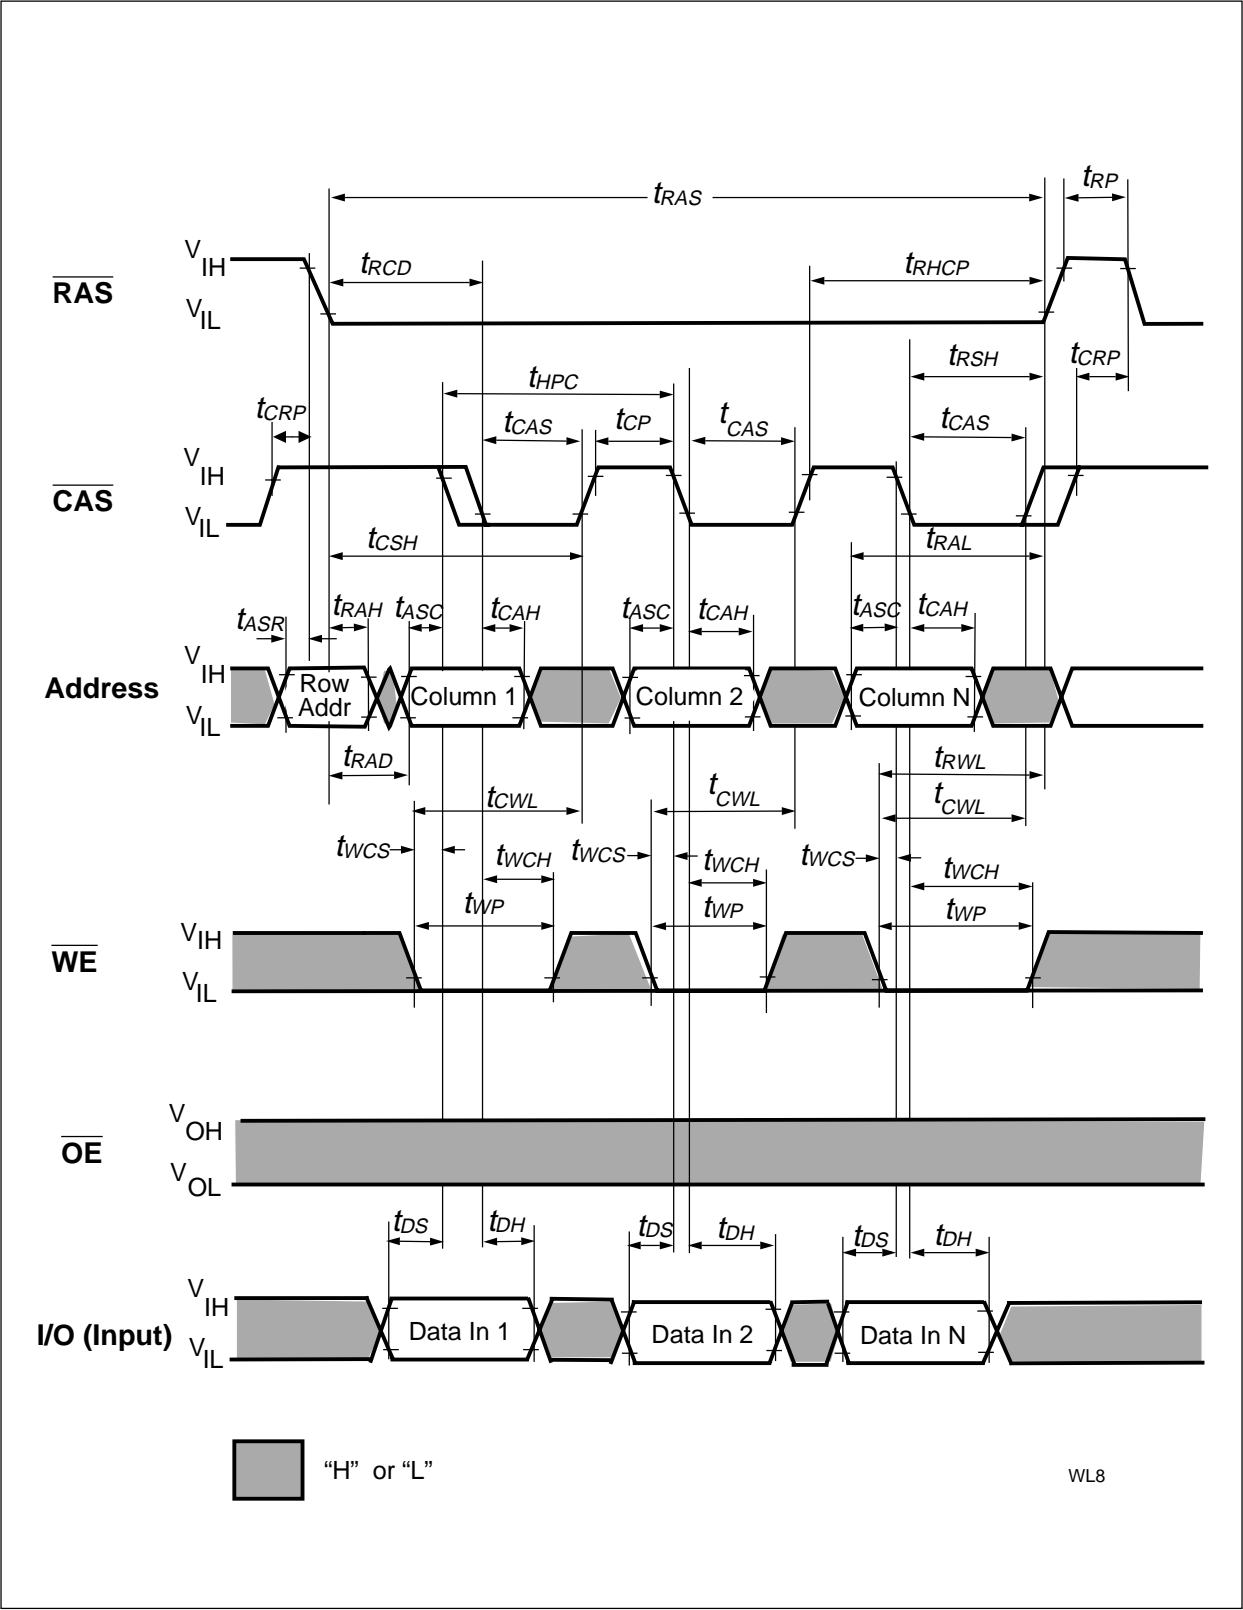 tRAS
tRP
VIH
tRCD
tRHCP
RAS
VIL
tRSH
tCRP
tHPC
tCRP
tCAS
tCP
tCAS
tCAS
VIH
CAS
VIL
tCSH
tRAL
tASR
tRAH
tASC
tCAH
tASC
tCAH
tASC
tCAH
VIH
Address
Row
Addr
Column 1
Column 2
Column N
VIL
tRAD
tRWL
tCWL
tCWL
tCWL
tWCS
tWCH
tWCS
tWCH
tWCS
tWCH
tWP
tWP
tWP
VIH
WE
VIL
VOH
OE
VOL
tDS
tDH
tDS
tDH
tDS
tDH
VIH
I/O (Input)
Data In 1
Data In 2
Data In N
VIL
“H” or “L”
WL8